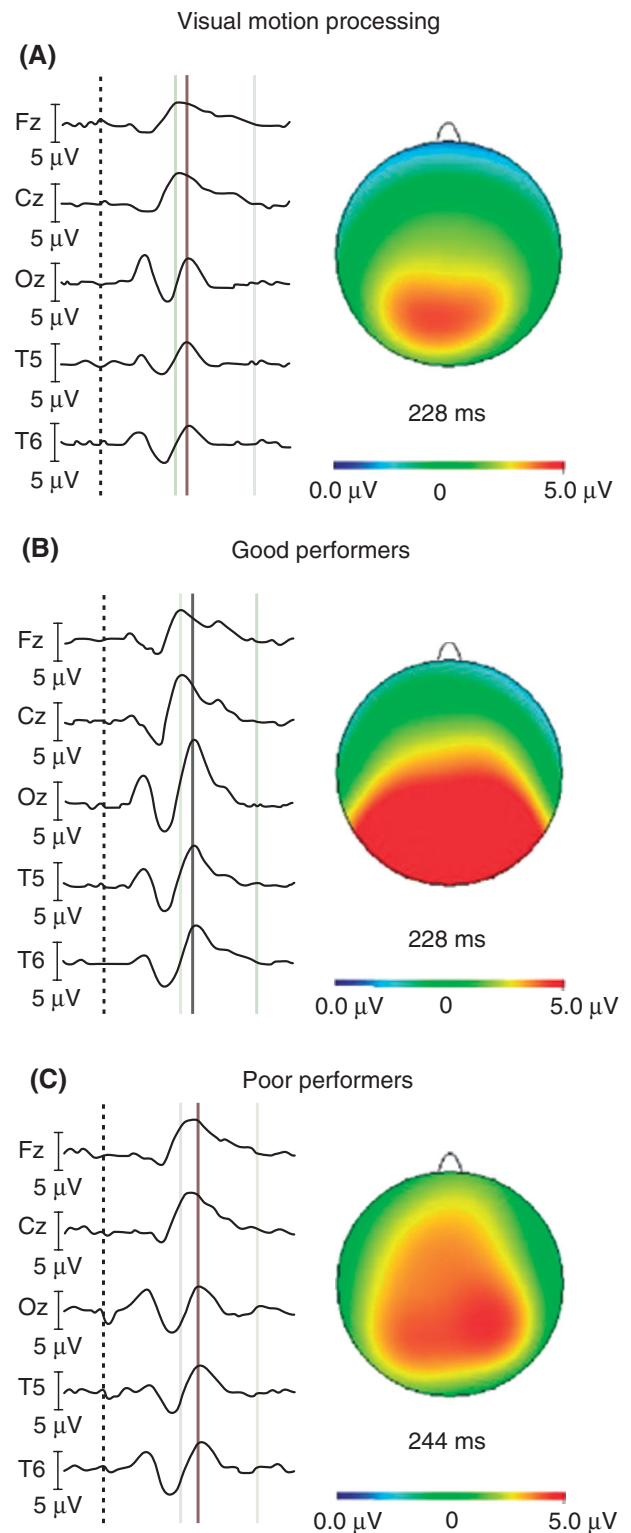 Visual motion processing
(A)
Fz
5 µV
Cz
5 µV
Oz
5 µV
T5
5 µV
T6
5 µV
228 ms
0.0 µV 0 5.0 µV
(B) Good performers
Fz
5 µV
Cz
5 µV
Oz
5 µV
T5
5 µV
T6
5 µV
228 ms
0.0 µV 0 5.0 µV
(C) Poor performers
Fz
5 µV
Cz
5 µV
Oz
5 µV
T5
5 µV
T6
5 µV
244 ms
0.0 µV 0 5.0 µV